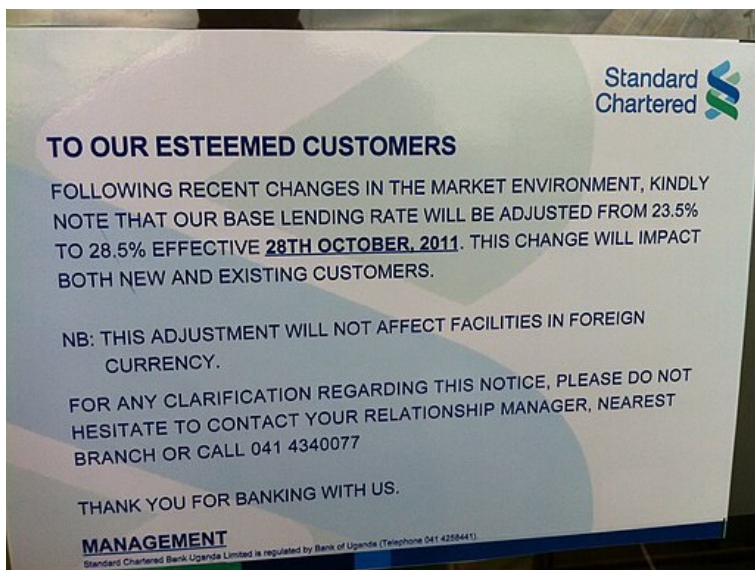 Standard
Chartered
TO OUR ESTEEMED CUSTOMERS
FOLLOWING RECENT CHANGES IN THE MARKET ENVIRONMENT, KINDLY
NOTE THAT OUR BASE LENDING RATE WILL BE ADJUSTED FROM 23.5%
TO 28.5% EFFECTIVE 28TH OCTOBER, 2011. THIS CHANGE WILL IMPACT
BOTH NEW AND EXISTING CUSTOMERS.
NB: THIS ADJUSTMENT WILL NOT AFFECT FACILITIES IN FOREIGN
CURRENCY.
FOR ANY CLARIFICATION REGARDING THIS NOTICE, PLEASE DO NOT
HESITATE TO CONTACT YOUR RELATIONSHIP MANAGER, NEAREST
BRANCH OR CALL 041 4340077
THANK YOU FOR BANKING WITH US.
MANAGEMENT
Standard Chartered Bank Uganda Limited is regulated by Bank of Uganda (Telephone 041 4258441).